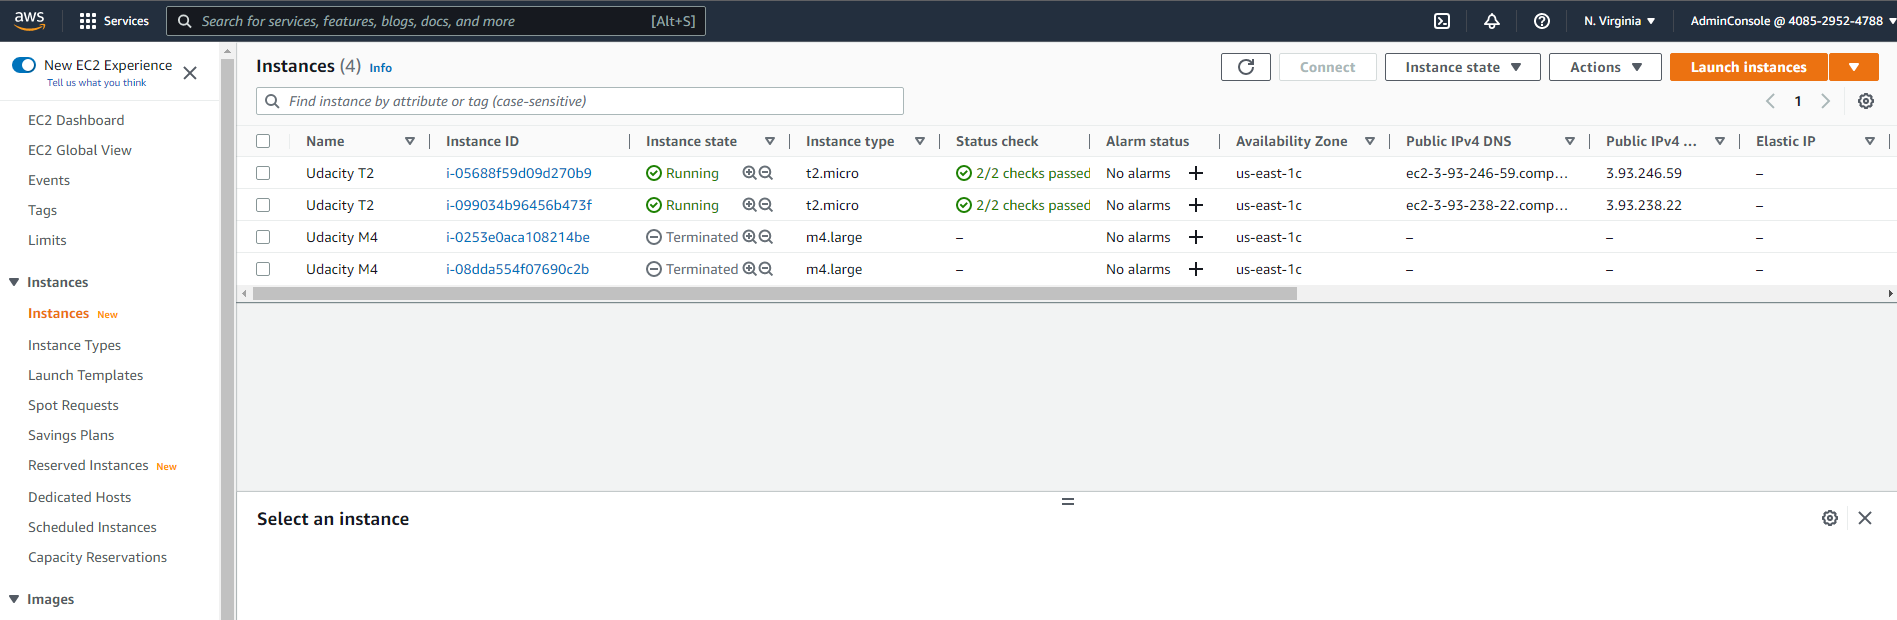 aws Services Search for services, features, blogs, docs, and more [Alt+S] N. Virginia AdminConsole @ 4085-2952-4788
New EC2 Experience
Tell us what you think
EC2 Dashboard
EC2 Global View
Events
Tags
Limits
Instances
Instances New
Instance Types
Launch Templates
Spot Requests
Savings Plans
Reserved Instances New
Dedicated Hosts
Scheduled Instances
Capacity Reservations
Images
Instances (4) Info Connect Instance state Actions Launch instances
Find instance by attribute or tag (case-sensitive) 1
Name Instance ID Instance state Instance type Status check Alarm status Availability Zone Public IPv4 DNS Public IPv4 ... Elastic IP
Udacity T2 i-05688f59d09d270b9 Running t2.micro 2/2 checks passed No alarms + us-east-1c ec2-3-93-246-59.comp... 3.93.246.59 –
Udacity T2 i-099034b96456b473f Running t2.micro 2/2 checks passed No alarms + us-east-1c ec2-3-93-238-22.comp... 3.93.238.22 –
Udacity M4 i-0253e0aca108214be Terminated m4.large – No alarms + us-east-1c – – –
Udacity M4 i-08dda554f07690c2b Terminated m4.large – No alarms + us-east-1c – – –
Select an instance